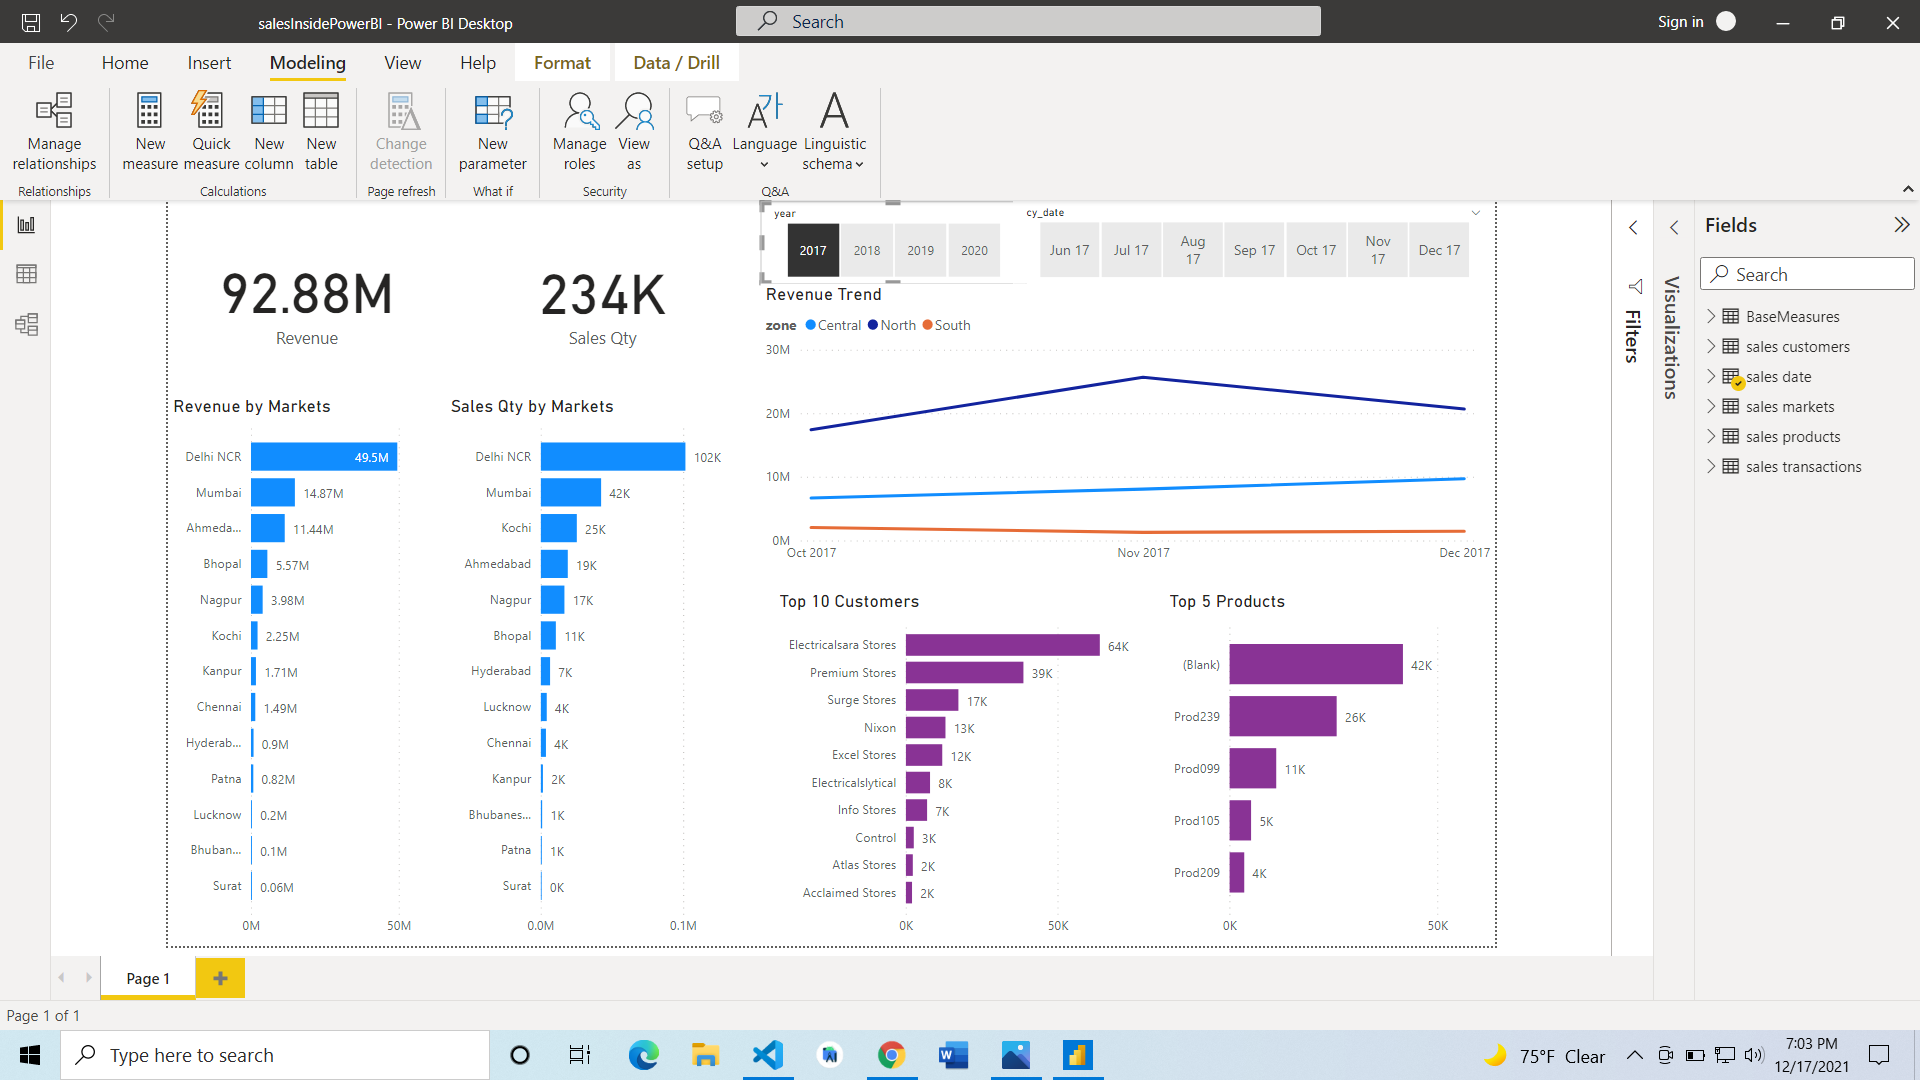 salesInsidePowerBI - Power BI Desktop
Search
Sign in
File
Home
Insert
Modeling
View
Help
Format
Data / Drill
Manage
relationships
Relationships
New
measure
Quick
measure
New
column
New
table
Calculations
Change
detection
Page refresh
New
parameter
What if
Manage
roles
View
as
Security
Q&A
setup
Language
Linguistic
schema
Q&A
year
2017
2018
2019
2020
cy_date
Jun 17
Jul 17
Aug
17
Sep 17
Oct 17
Nov
17
Dec 17
92.88M
Revenue
234K
Sales Qty
Revenue Trend
zone Central North South
30M
20M
10M
0M
Oct 2017
Nov 2017
Dec 2017
Revenue by Markets
Delhi NCR 49.5M
Mumbai 14.87M
Ahmeda... 11.44M
Bhopal 5.57M
Nagpur 3.98M
Kochi 2.25M
Kanpur 1.71M
Chennai 1.49M
Hyderab... 0.9M
Patna 0.82M
Lucknow 0.2M
Bhuban... 0.1M
Surat 0.06M
0M 50M
Sales Qty by Markets
Delhi NCR 102K
Mumbai 42K
Kochi 25K
Ahmedabad 19K
Nagpur 17K
Bhopal 11K
Hyderabad 7K
Lucknow 4K
Chennai 4K
Kanpur 2K
Bhubanes... 1K
Patna 1K
Surat 0K
0.0M 0.1M
Top 10 Customers
Electricalsara Stores 64K
Premium Stores 39K
Surge Stores 17K
Nixon 13K
Excel Stores 12K
Electricalslytical 8K
Info Stores 7K
Control 3K
Atlas Stores 2K
Acclaimed Stores 2K
0K 50K
Top 5 Products
(Blank) 42K
Prod239 26K
Prod099 11K
Prod105 5K
Prod209 4K
0K 50K
Filters
Visualizations
Fields
Search
BaseMeasures
sales customers
sales date
sales markets
sales products
sales transactions
Page 1
Page 1 of 1
Type here to search
75°F Clear
7:03 PM
12/17/2021